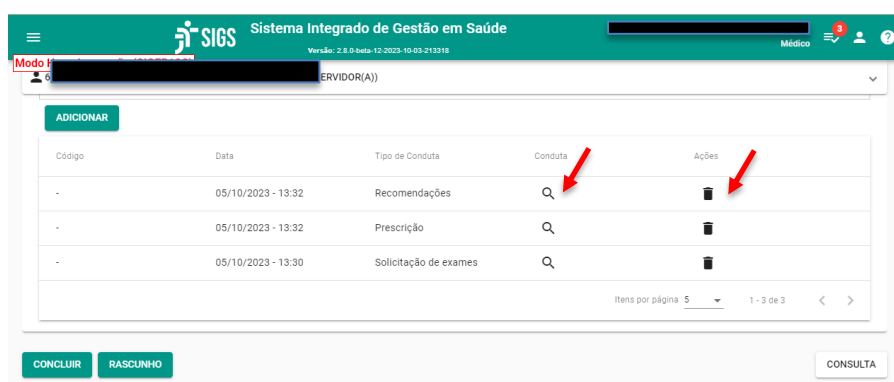 SIGS Sistema Integrado de Gestão em Saúde
Versão: 2.8.0-beta-12-2023-10-03-213318
Médico 3 ?
Modo
6 ERVIDOR(A))
ADICIONAR
Código Data Tipo de Conduta Conduta Ações
- 05/10/2023 - 13:32 Recomendações
- 05/10/2023 - 13:32 Prescrição
- 05/10/2023 - 13:30 Solicitação de exames
Itens por página 5 1 - 3 de 3
CONCLUIR RASCUNHO CONSULTA